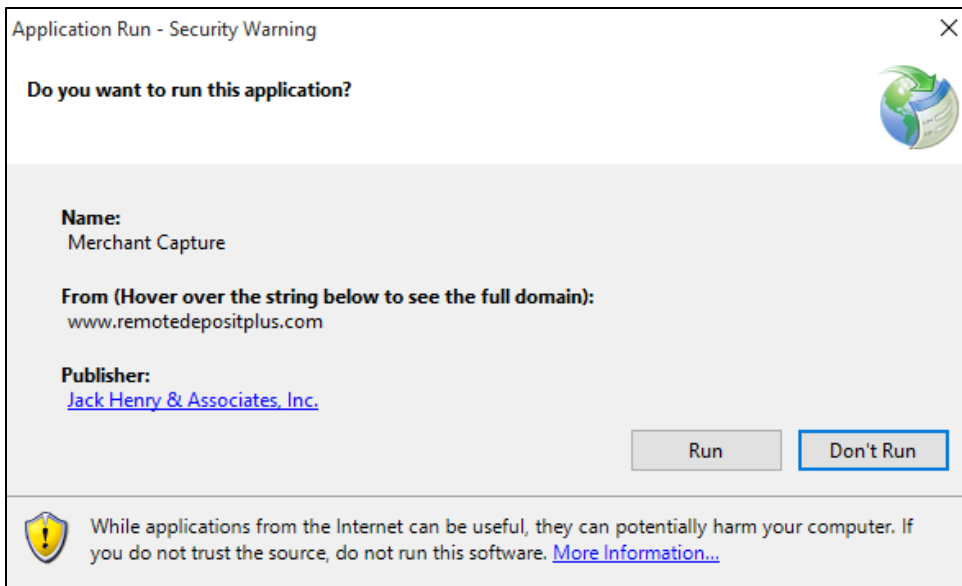 Application Run - Security Warning
Do you want to run this application?
Name:
Merchant Capture
From (Hover over the string below to see the full domain):
www.remotedepositplus.com
Publisher:
Jack Henry & Associates, Inc.
Run
Don't Run
While applications from the Internet can be useful, they can potentially harm your computer. If
you do not trust the source, do not run this software. More Information...